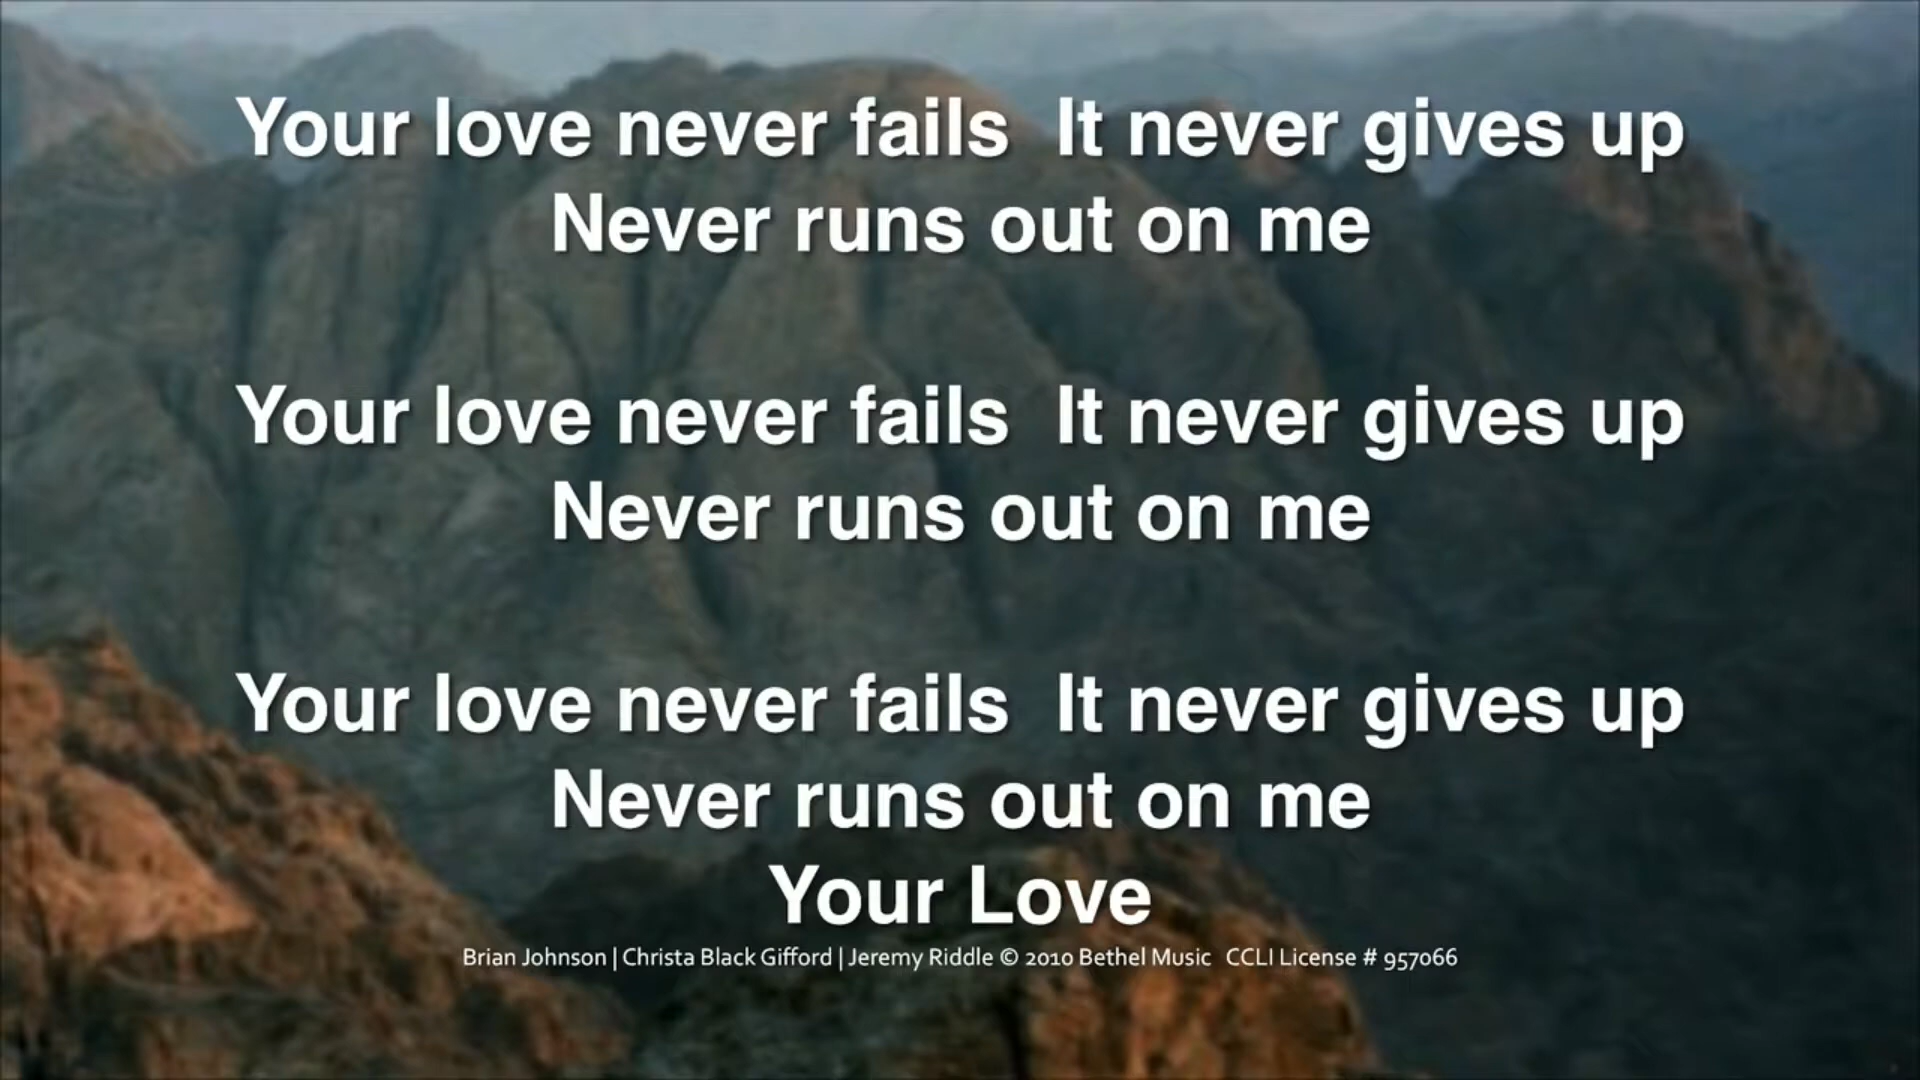 Your love never fails  It never gives up
Never runs out on me
Your love never fails  It never gives up
Never runs out on me
Your love never fails  It never gives up
Never runs out on me
Your Love
Brian Johnson | Christa Black Gifford | Jeremy Riddle © 2010 Bethel Music  CCLI License # 957066